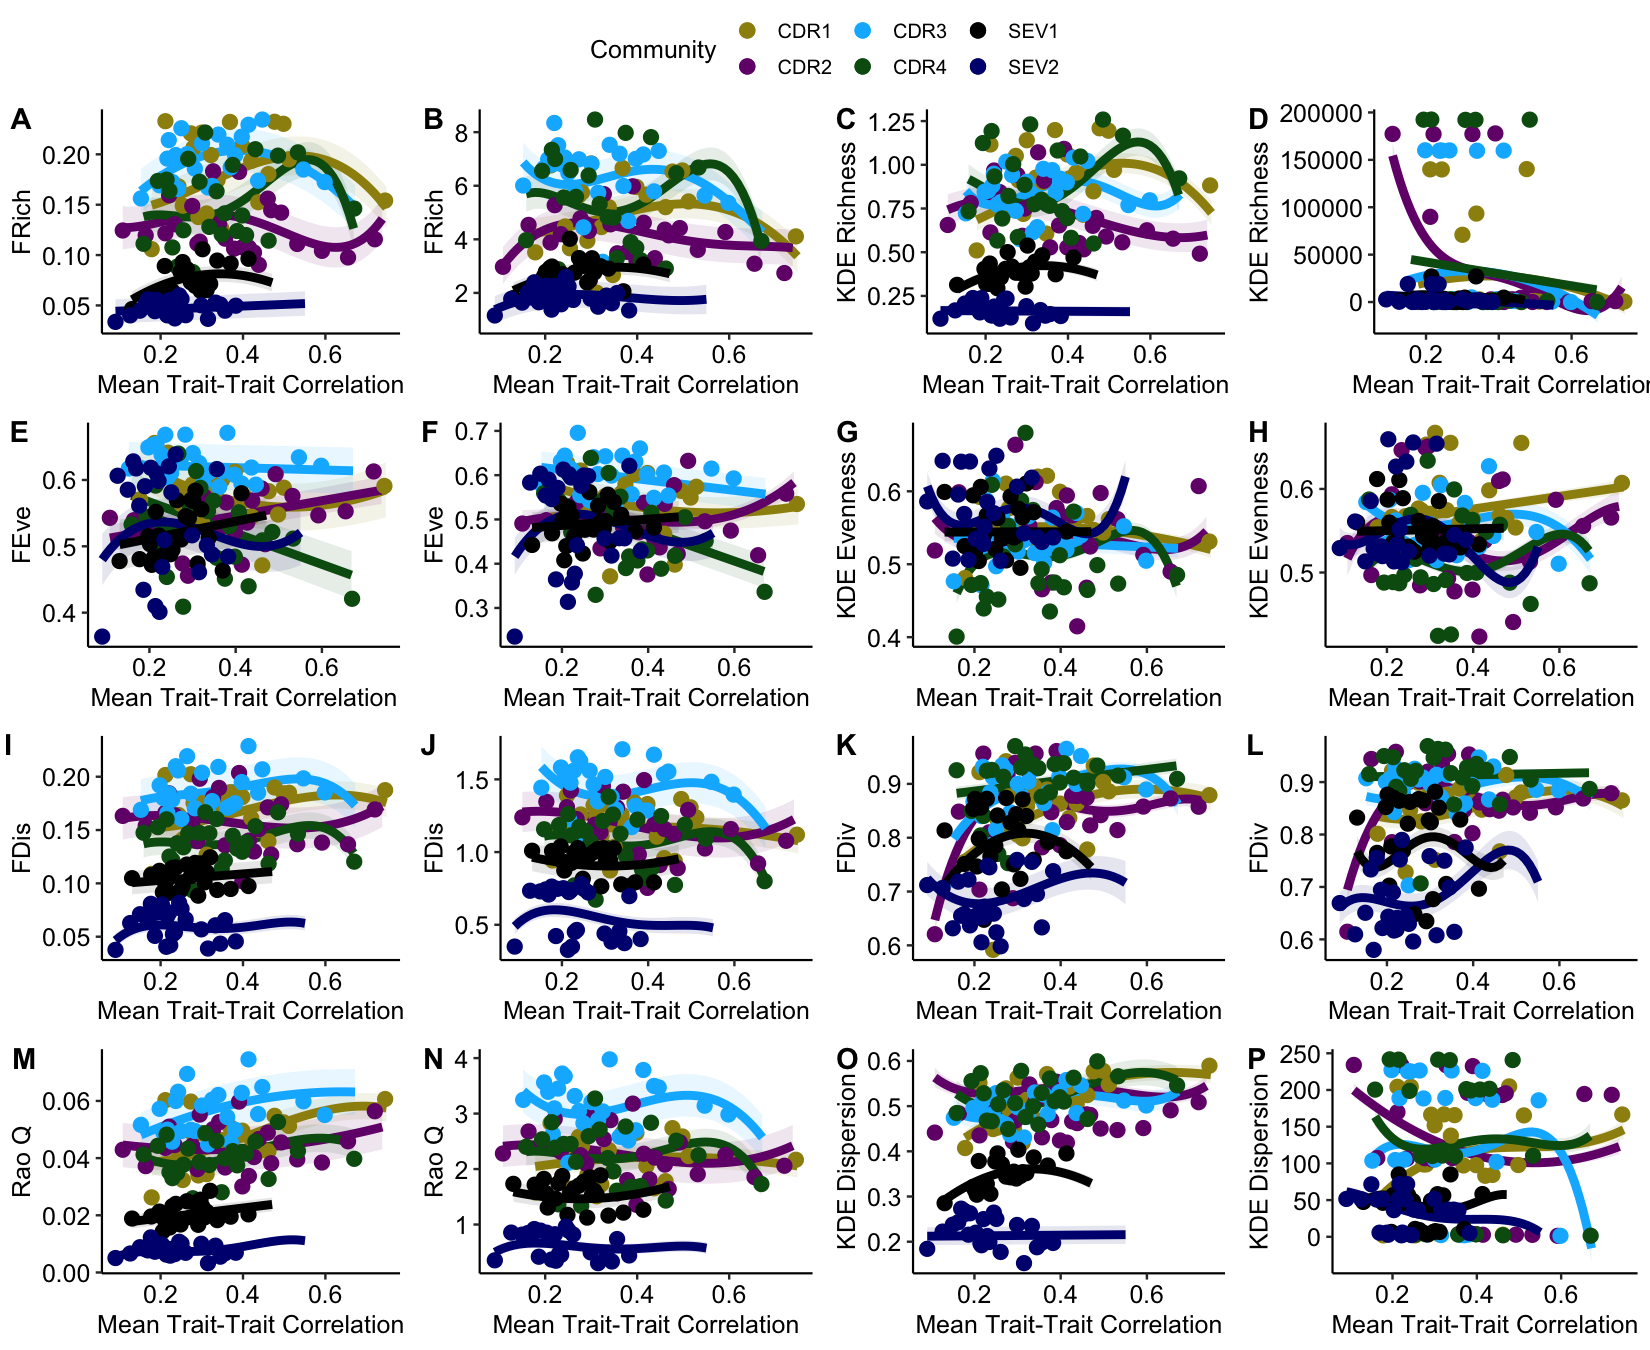 Community
CDR1 CDR3 SEV1
CDR2 CDR4 SEV2
A B C D
FRich
0.20
0.15
0.10
0.05
0.2 0.4 0.6
Mean Trait-Trait Correlation
FRich
8
6
4
2
0.2 0.4 0.6
Mean Trait-Trait Correlation
KDE Richness
1.25
1.00
0.75
0.50
0.25
0.2 0.4 0.6
Mean Trait-Trait Correlation
KDE Richness
200000
150000
100000
50000
0
0.2 0.4 0.6
Mean Trait-Trait Correlation
E F G H
FEve
0.6
0.5
0.4
0.2 0.4 0.6
Mean Trait-Trait Correlation
FEve
0.7
0.6
0.5
0.4
0.3
0.2 0.4 0.6
Mean Trait-Trait Correlation
KDE Evenness
0.6
0.5
0.4
0.2 0.4 0.6
Mean Trait-Trait Correlation
KDE Evenness
0.6
0.5
0.2 0.4 0.6
Mean Trait-Trait Correlation
I J K L
FDis
0.20
0.15
0.10
0.05
0.2 0.4 0.6
Mean Trait-Trait Correlation
FDis
1.5
1.0
0.5
0.2 0.4 0.6
Mean Trait-Trait Correlation
FDiv
0.9
0.8
0.7
0.6
0.2 0.4 0.6
Mean Trait-Trait Correlation
FDiv
0.9
0.8
0.7
0.6
0.2 0.4 0.6
Mean Trait-Trait Correlation
M N O P
Rao Q
0.06
0.04
0.02
0.00
0.2 0.4 0.6
Mean Trait-Trait Correlation
Rao Q
4
3
2
1
0.2 0.4 0.6
Mean Trait-Trait Correlation
KDE Dispersion
0.6
0.5
0.4
0.3
0.2
0.2 0.4 0.6
Mean Trait-Trait Correlation
KDE Dispersion
250
200
150
100
50
0
0.2 0.4 0.6
Mean Trait-Trait Correlation